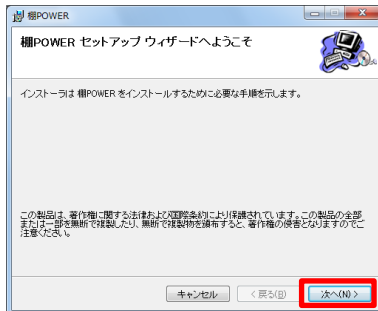 棚POWER
棚POWER セットアップ ウィザードへようこそ
インストーラは 棚POWER をインストールするために必要な手順を示します。
この製品は、著作権に関する法律および国際条約により保護されています。この製品の全部
または一部を無断で複製したり、無断で複製物を頒布すると、著作権の侵害となりますのでご
注意ください。
キャンセル < 戻る(B) 次へ(N) >